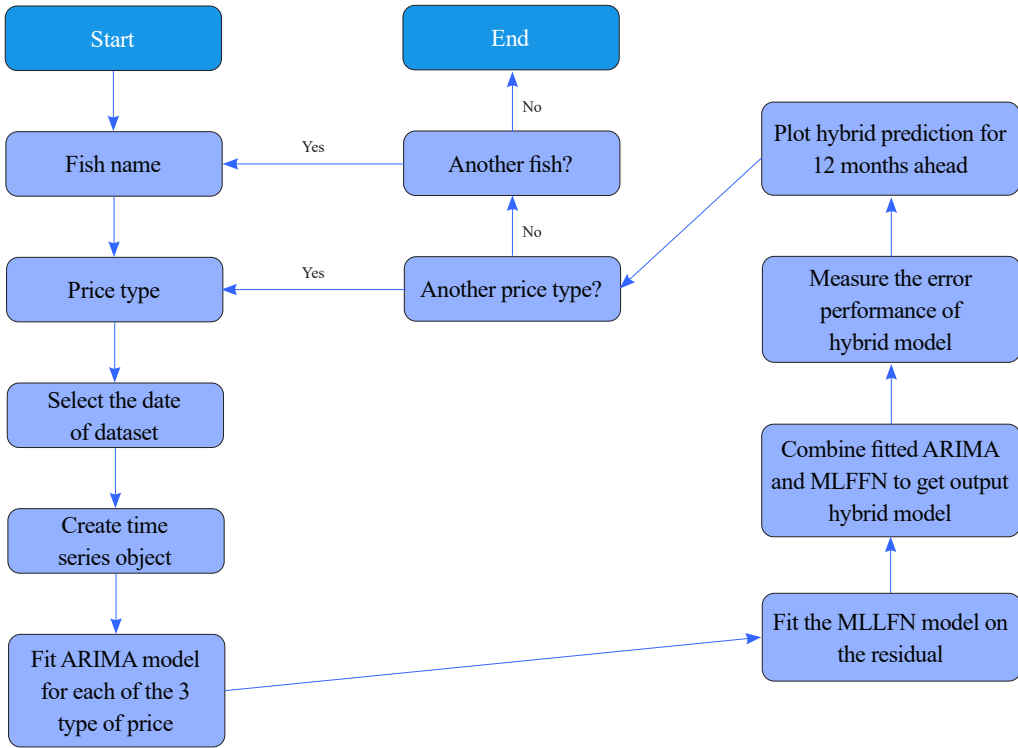 Start
End
No
Plot hybrid prediction for
12 months ahead
Fish name
Yes
Another fish?
No
Price type
Yes
Another price type?
Measure the error
performance of
hybrid model
Select the date
of dataset
Combine fitted ARIMA
and MLFFN to get output
hybrid model
Create time
series object
Fit ARIMA model
for each of the 3
type of price
Fit the MLLFN model on
the residual